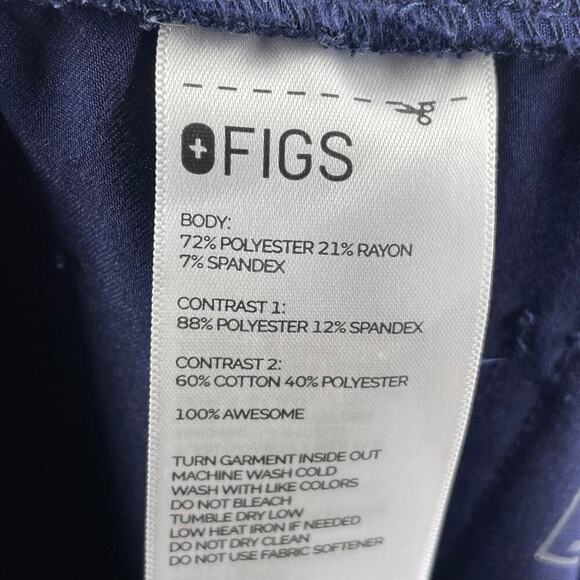 FIGS
BODY:
72% POLYESTER 21% RAYON
7% SPANDEX
CONTRAST 1:
88% POLYESTER 12% SPANDEX
CONTRAST 2:
60% COTTON 40% POLYESTER
100% AWESOME
TURN GARMENT INSIDE OUT
MACHINE WASH COLD
WASH WITH LIKE COLORS
DO NOT BLEACH
TUMBLE DRY LOW
LOW HEAT IRON IF NEEDED
DO NOT DRY CLEAN
DO NOT USE FABRIC SOFTENER